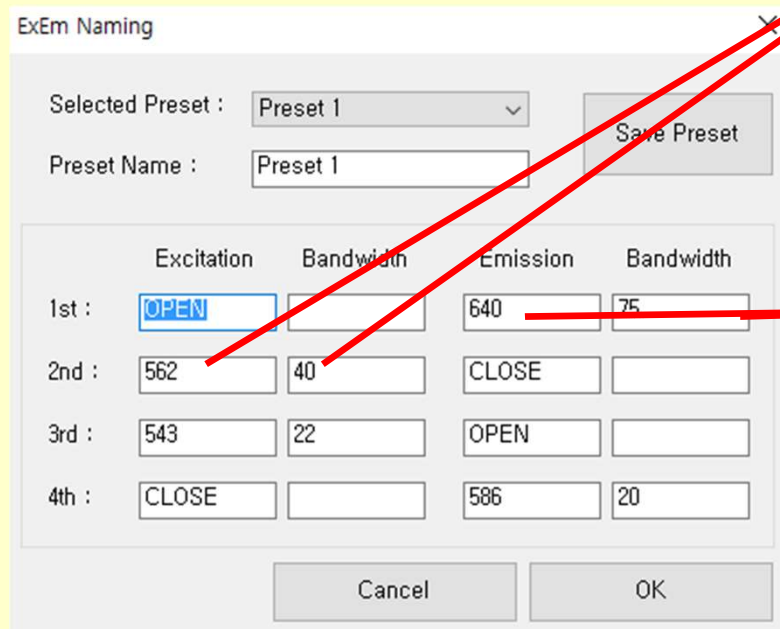 ExEm Naming
Selected Preset : Preset 1
Save Preset
Preset Name : Preset 1
Excitation Bandwidth Emission Bandwidth
1st : OPEN 640 75
2nd : 562 40 CLOSE
3rd : 543 22 OPEN
4th : CLOSE 586 20
Cancel OK